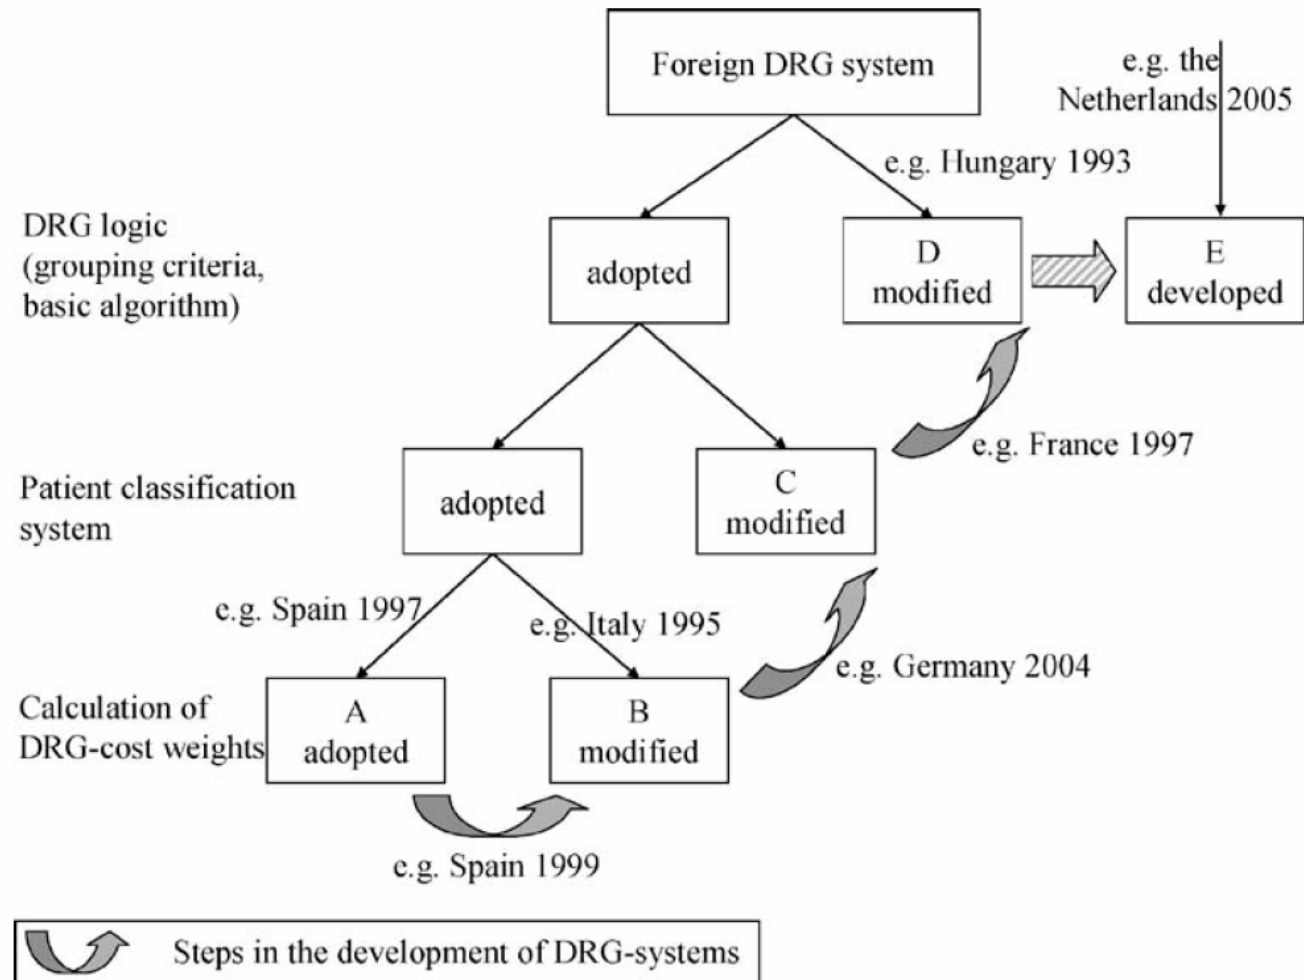 Foreign DRG system
e.g. the
Netherlands 2005
e.g. Hungary 1993
DRG logic
(grouping criteria,
basic algorithm)
adopted
D
modified
E
developed
e.g. France 1997
Patient classification
system
adopted
C
modified
e.g. Spain 1997
e.g. Italy 1995
e.g. Germany 2004
Calculation of
DRG-cost weights
A
adopted
B
modified
e.g. Spain 1999
Steps in the development of DRG-systems